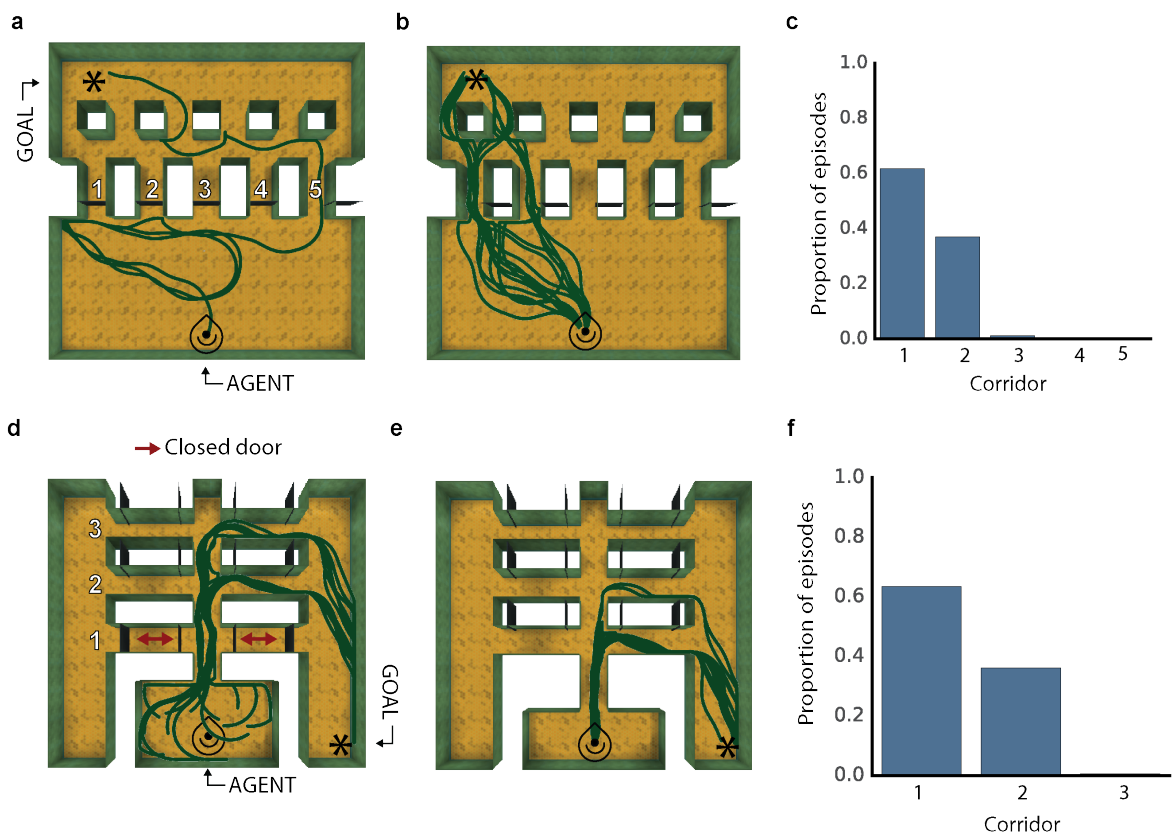 a
GOAL
1 2 3 4 5
AGENT
b
c
Proportion of episodes
1.0
0.8
0.6
0.4
0.2
0.0
1 2 3 4 5
Corridor
d
Closed door
3
2
1
GOAL
AGENT
e
f
Proportion of episodes
1.0
0.8
0.6
0.4
0.2
0.0
1 2 3
Corridor